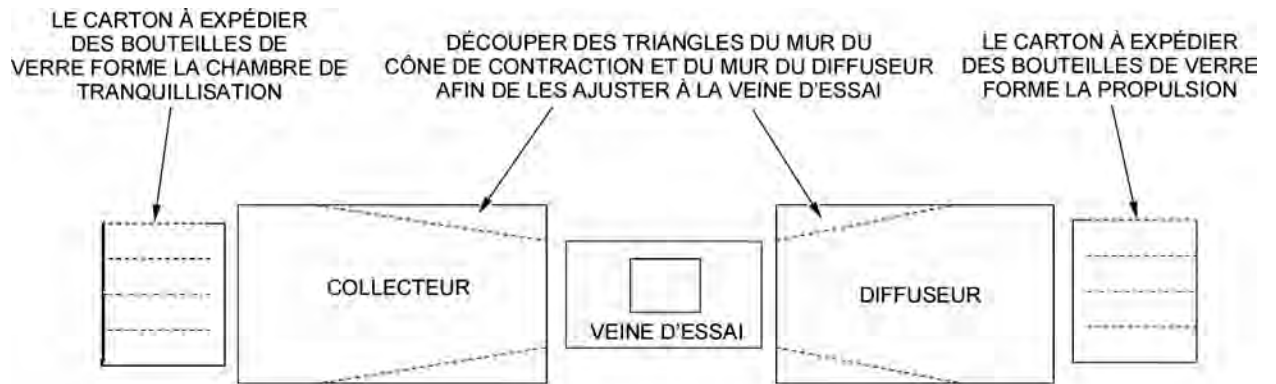 LE CARTON À EXPÉDIER
DES BOUTEILLES DE
VERRE FORME LA CHAMBRE DE
TRANQUILLISATION
DÉCOUPER DES TRIANGLES DU MUR DU
CÔNE DE CONTRACTION ET DU MUR DU DIFFUSEUR
AFIN DE LES AJUSTER À LA VEINE D'ESSAI
LE CARTON À EXPÉDIER
DES BOUTEILLES DE VERRE
FORME LA PROPULSION
COLLECTEUR
VEINE D'ESSAI
DIFFUSEUR